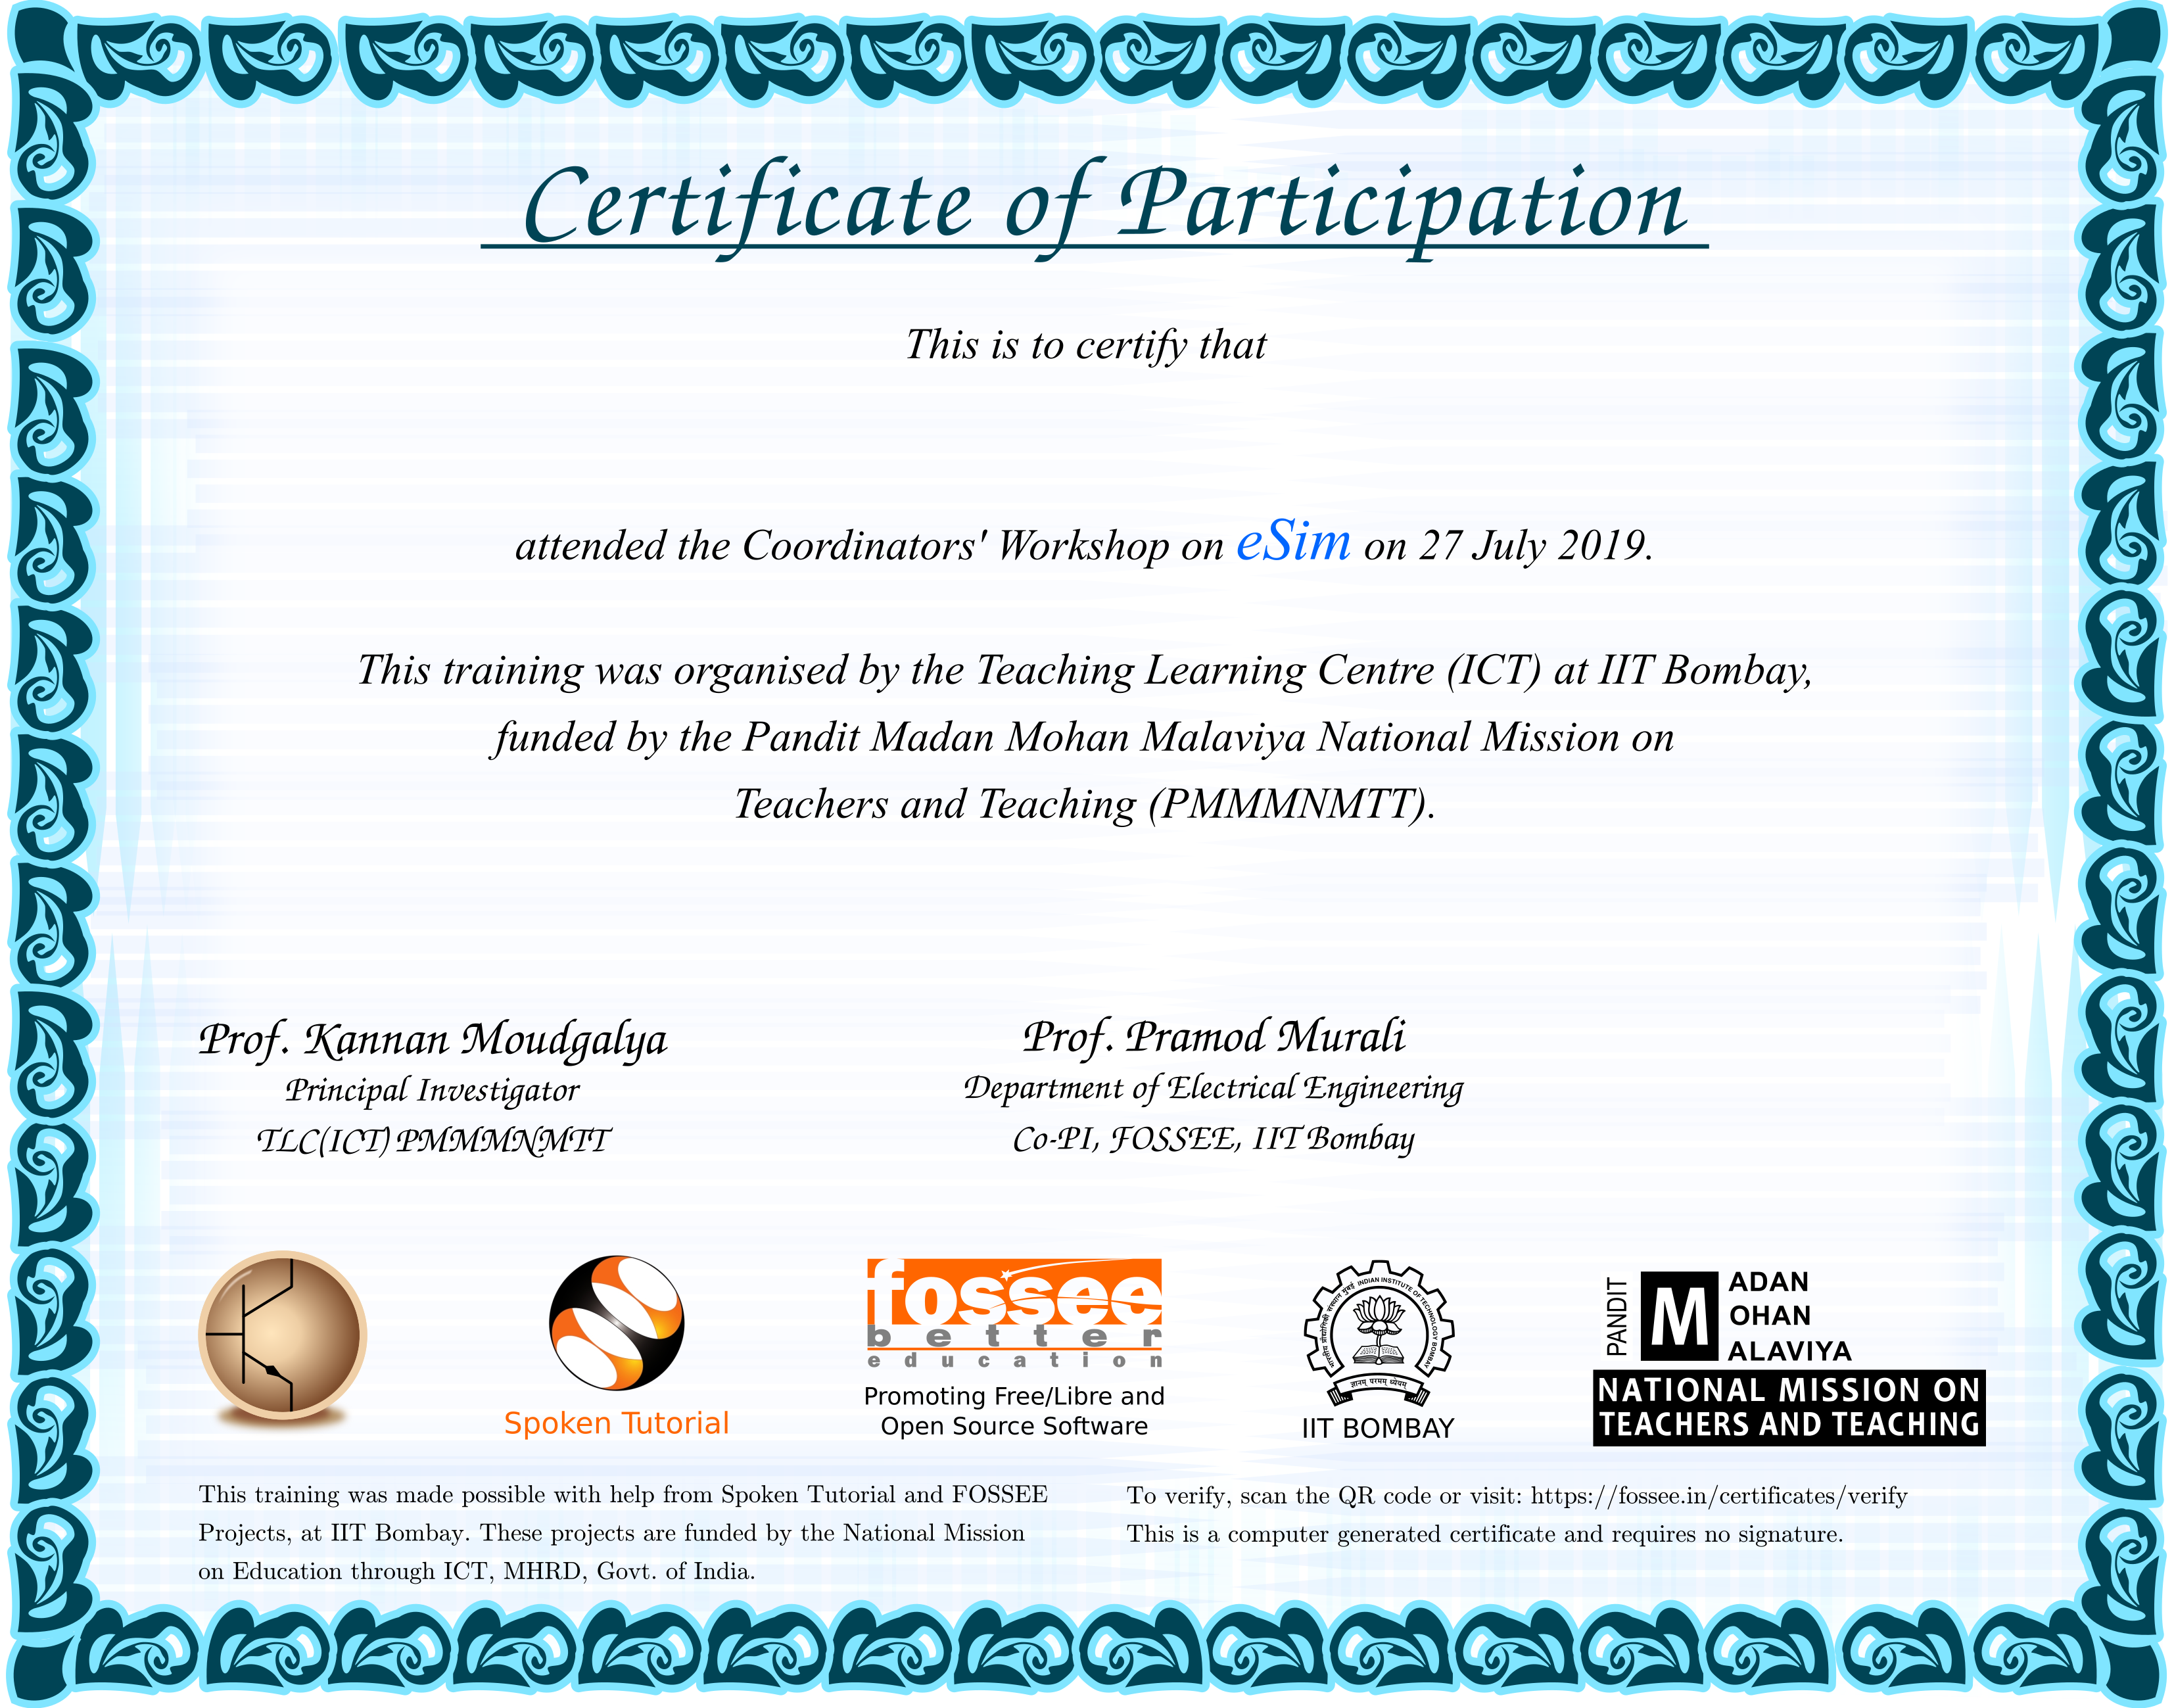 Certificate of Participation
This is to certify that
attended the Coordinators' Workshop on eSim on 27 July 2019.
This training was organised by the Teaching Learning Centre (ICT) at IIT Bombay,
funded by the Pandit Madan Mohan Malaviya National Mission on
Teachers and Teaching (PMMMNMTT).
Prof. Kannan Moudgalya
Principal Investigator
TLC(ICT) PMMMNMTT
Prof. Pramod Murali
Department of Electrical Engineering
Co-PI, FOSSEE, IIT Bombay
Spoken Tutorial
fossee
better
education
Promoting Free/Libre and
Open Source Software
भारतीय प्रौद्योगिकी संस्थान मुंबई INDIAN INSTITUTE OF TECHNOLOGY BOMBAY
ज्ञानम् परमम् ध्येयम्
IIT BOMBAY
PANDIT
M
ADAN
OHAN
ALAVIYA
NATIONAL MISSION ON
TEACHERS AND TEACHING
This training was made possible with help from Spoken Tutorial and FOSSEE
Projects, at IIT Bombay. These projects are funded by the National Mission
on Education through ICT, MHRD, Govt. of India.
To verify, scan the QR code or visit: https://fossee.in/certificates/verify
This is a computer generated certificate and requires no signature.